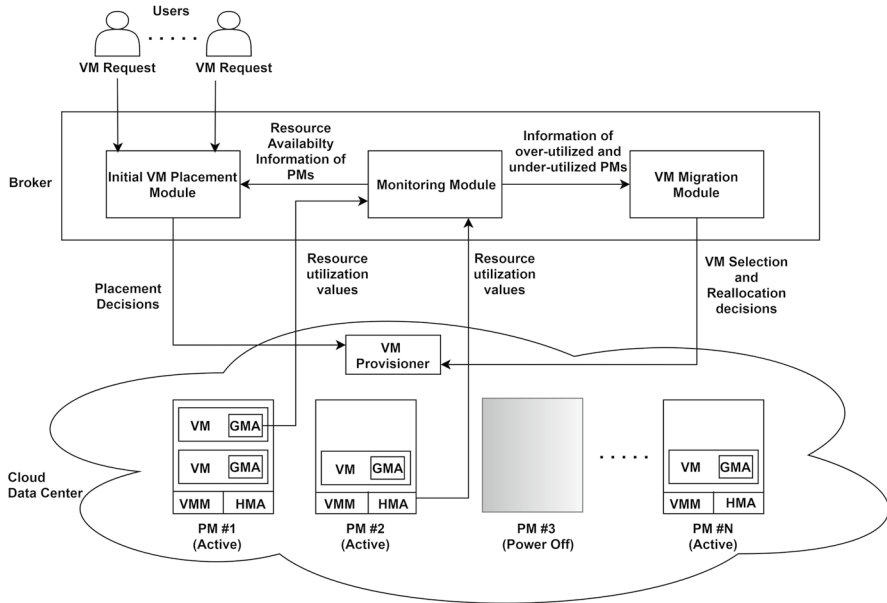 Users
VM Request
VM Request
Broker
Initial VM Placement
Module
Resource
Availabilty
Information of
PMs
Monitoring Module
Information of
over-utilized and
under-utilized PMs
VM Migration
Module
Placement
Decisions
Resource
utilization
values
Resource
utilization
values
VM Selection
and
Reallocation
decisions
VM
Provisioner
Cloud
Data Center
VM GMA
VM GMA
VMM HMA
PM #1
(Active)
VM GMA
VMM HMA
PM #2
(Active)
PM #3
(Power Off)
VM GMA
VMM HMA
PM #N
(Active)